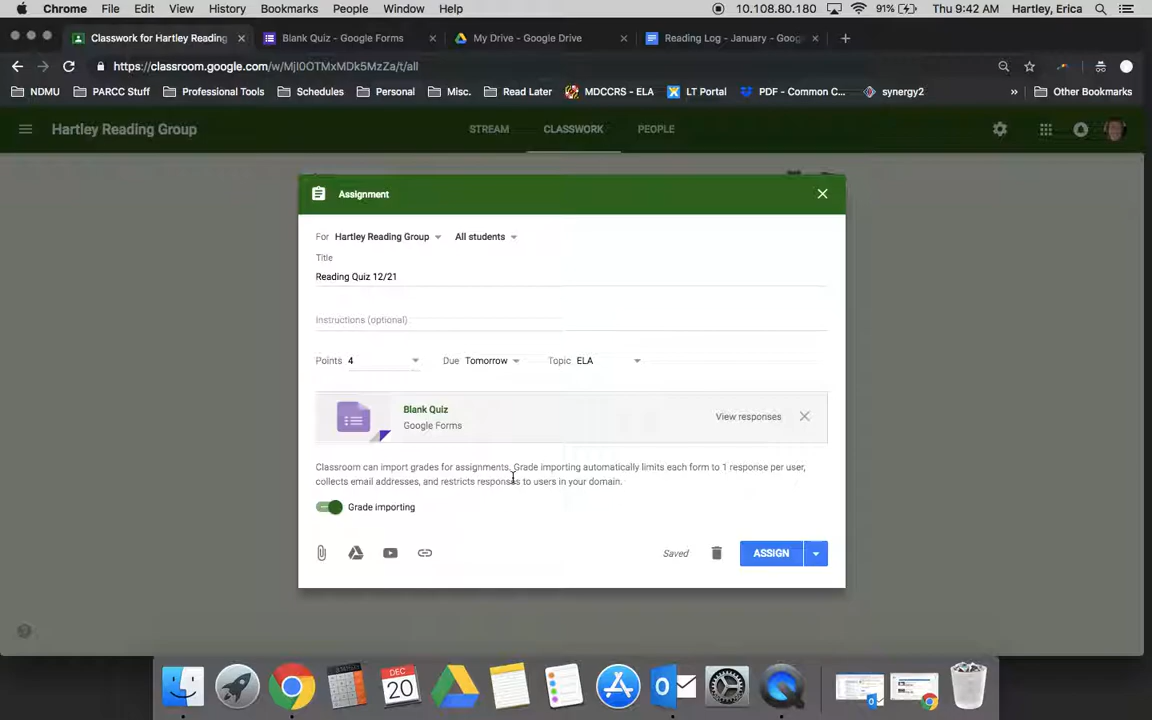 Chrome File Edit View History Bookmarks People Window Help 10.108.80.180 91% Thu 9:42 AM Hartley, Erica
Classwork for Hartley Reading Blank Quiz - Google Forms My Drive - Google Drive Reading Log - January - Goog
https://classroom.google.com/w/MjI0OTMxMDk5MzZa/t/all
NDMU PARCC Stuff Professional Tools Schedules Personal Misc. Read Later MDCCRS - ELA LT Portal PDF - Common C... synergy2 » Other Bookmarks
Hartley Reading Group STREAM CLASSWORK PEOPLE
Assignment
For Hartley Reading Group All students
Title
Reading Quiz 12/21
Instructions (optional)
Points 4 Due Tomorrow Topic ELA
Blank Quiz
Google Forms
View responses
Classroom can import grades for assignments. Grade importing automatically limits each form to 1 response per user,
collects email addresses, and restricts responses to users in your domain.
Grade importing
Saved ASSIGN
DEC
20